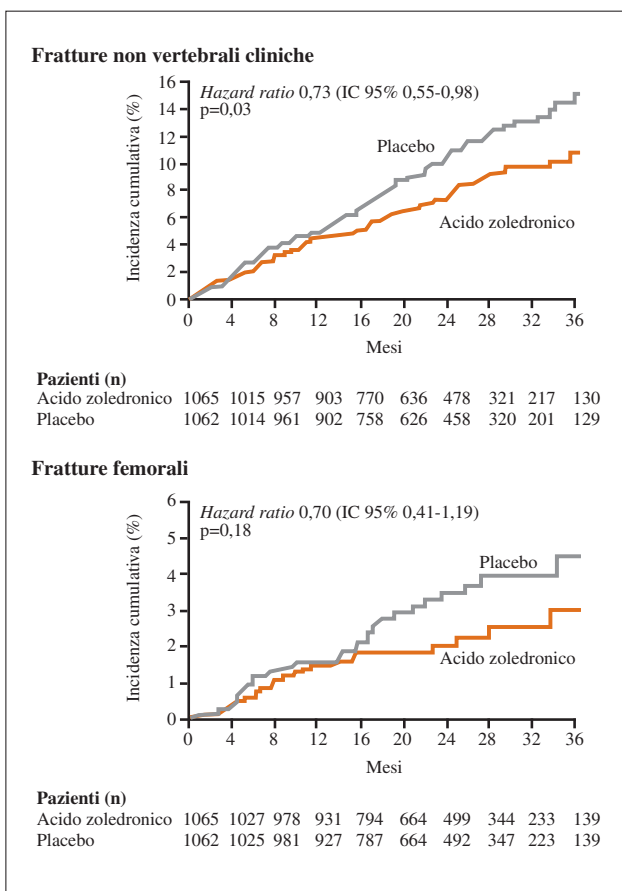 Fratture non vertebrali cliniche
16
14
12
10
8
6
4
2
0
Incidenza cumulativa (%)
Hazard ratio 0,73 (IC 95% 0,55-0,98)
p=0,03
Placebo
Acido zoledronico
0 4 8 12 16 20 24 28 32 36
Mesi
Pazienti (n)
Acido zoledronico 1065 1015 957 903 770 636 478 321 217 130
Placebo 1062 1014 961 902 758 626 458 320 201 129
Fratture femorali
6
5
4
3
2
1
0
Incidenza cumulativa (%)
Hazard ratio 0,70 (IC 95% 0,41-1,19)
p=0,18
Placebo
Acido zoledronico
0 4 8 12 16 20 24 28 32 36
Mesi
Pazienti (n)
Acido zoledronico 1065 1027 978 931 794 664 499 344 233 139
Placebo 1062 1025 981 927 787 664 492 347 223 139